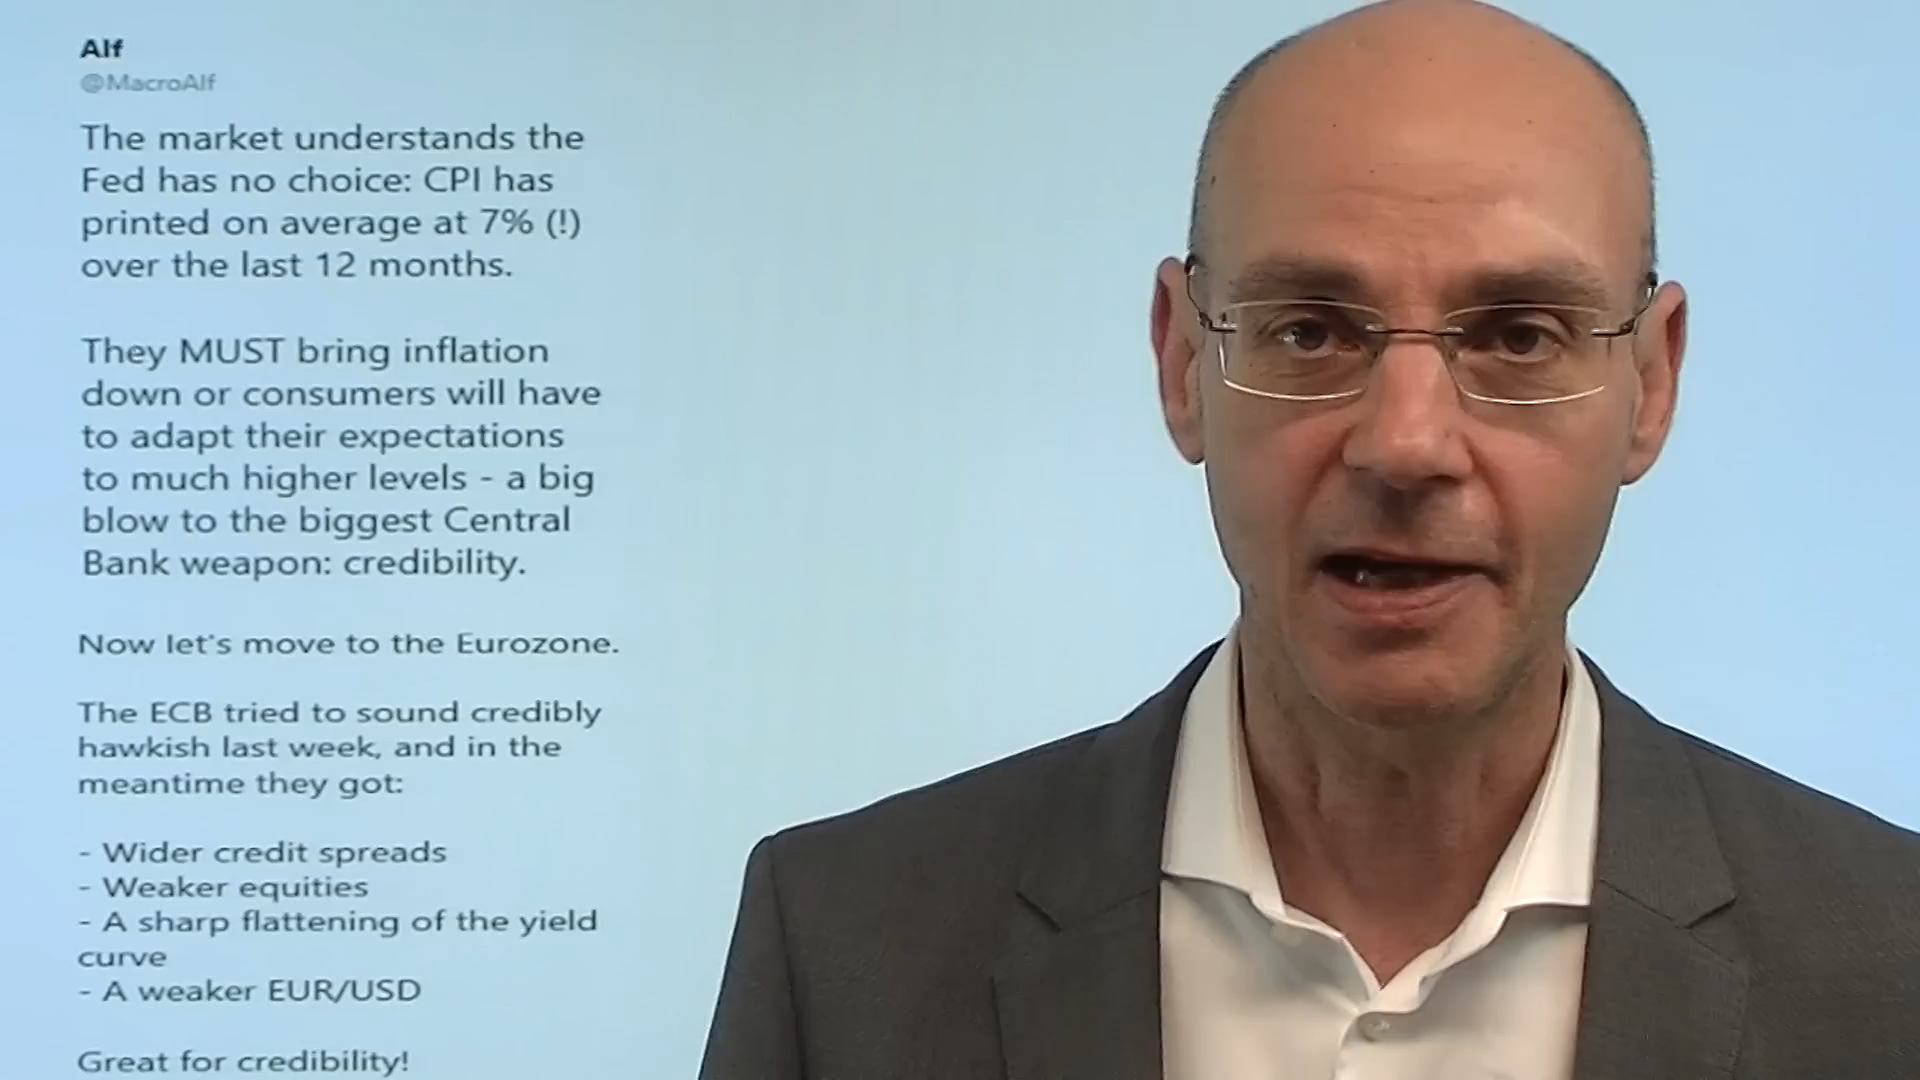 Alf
@MacroAlf
The market understands the
Fed has no choice: CPI has
printed on average at 7% (!)
over the last 12 months.
They MUST bring inflation
down or consumers will have
to adapt their expectations
to much higher levels - a big
blow to the biggest Central
Bank weapon: credibility.
Now let's move to the Eurozone.
The ECB tried to sound credibly
hawkish last week, and in the
meantime they got:
- Wider credit spreads
- Weaker equities
- A sharp flattening of the yield
curve
- A weaker EUR/USD
Great for credibility!